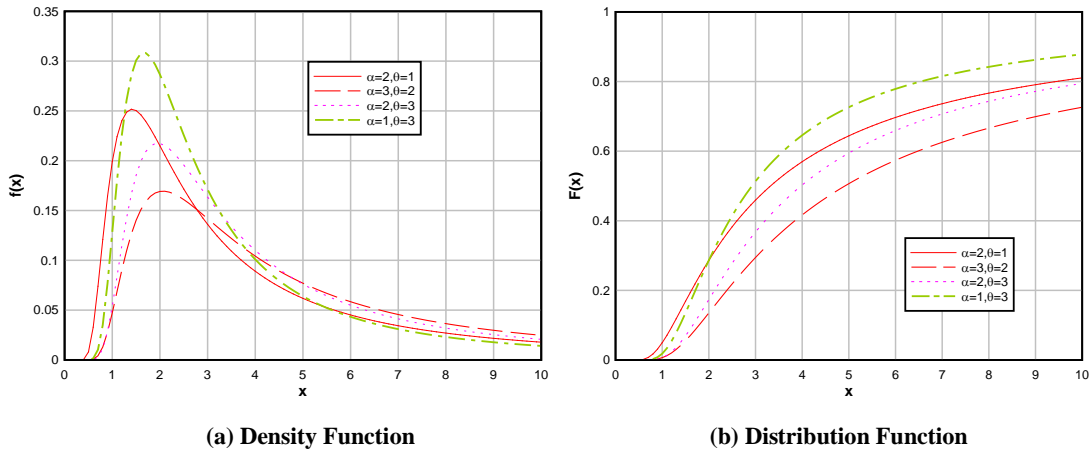 0.35
0.3
0.25
0.2
0.15
0.1
0.05
0
f(x)
0 1 2 3 4 5 6 7 8 9 10
x
α=2,θ=1
α=3,θ=2
α=2,θ=3
α=1,θ=3
(a) Density Function
1
0.8
0.6
0.4
0.2
0
F(x)
0 1 2 3 4 5 6 7 8 9 10
x
α=2,θ=1
α=3,θ=2
α=2,θ=3
α=1,θ=3
(b) Distribution Function